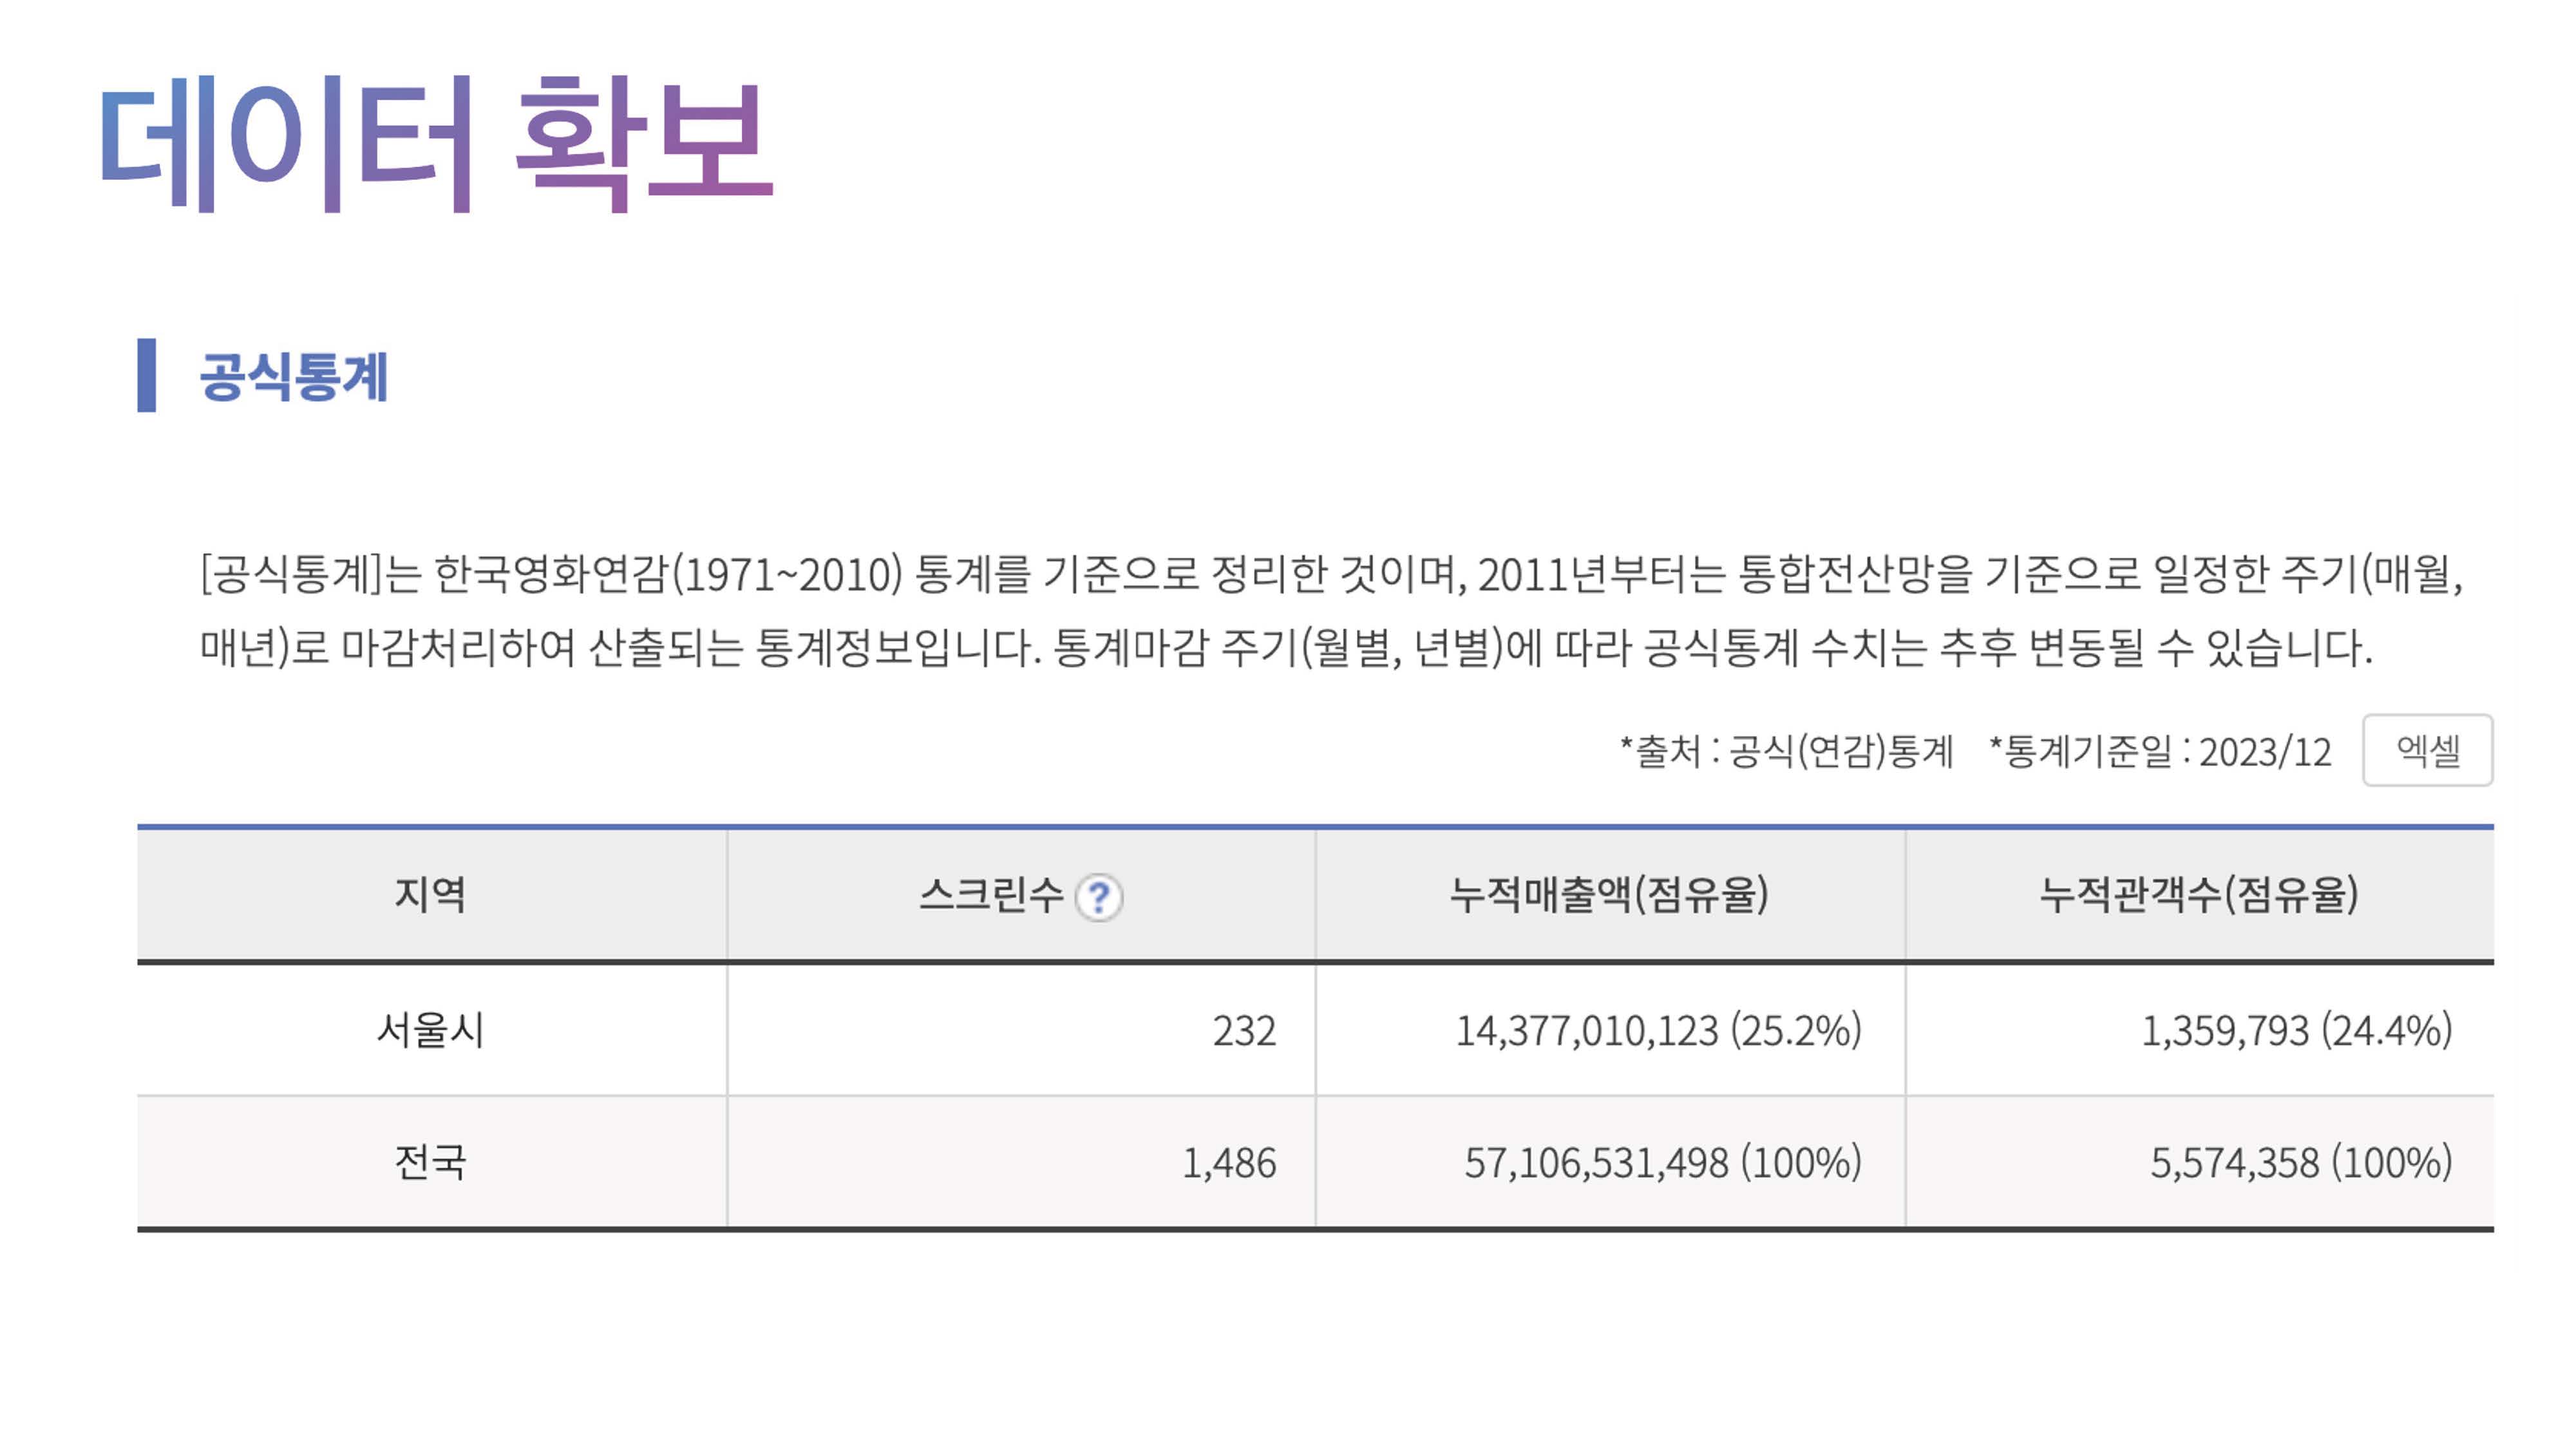 데이터 확보
공식통계
[공식통계]는 한국영화연감(1971~2010) 통계를 기준으로 정리한 것이며, 2011년부터는 통합전산망을 기준으로 일정한 주기(매월,
매년)로 마감처리하여 산출되는 통계정보입니다. 통계마감 주기(월별, 년별)에 따라 공식통계 수치는 추후 변동될 수 있습니다.
*출처 : 공식(연감)통계 *통계기준일 : 2023/12 엑셀
지역 스크린수 ? 누적매출액(점유율) 누적관객수(점유율)
서울시 232 14,377,010,123 (25.2%) 1,359,793 (24.4%)
전국 1,486 57,106,531,498 (100%) 5,574,358 (100%)